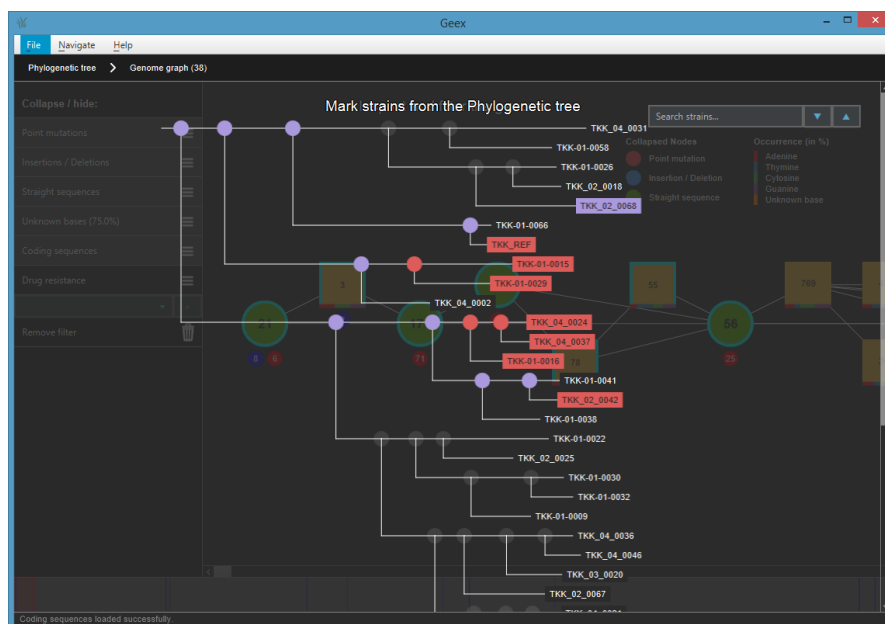 Geex
File Navigate Help
Phylogenetic tree > Genome graph (38)
Collapse / hide:
Mark strains from the Phylogenetic tree
Search strains...
Point mutations
Insertions / Deletions
Straight sequences
Unknown bases (75.0%)
Coding sequences
Drug resistance
Remove filter
Collapsed Nodes
Point mutation
Insertion / Deletion
Straight sequence
Occurrence (in %)
Adenine
Thymine
Cytosine
Guanine
Unknown base
TKK_04_0031
TKK-01-0058
TKK-01-0026
TKK_02_0018
TKK_02_0068
TKK-01-0066
TKK_REF
TKK-01-0015
TKK-01-0029
TKK_04_0002
TKK_04_0024
TKK_04_0037
TKK-01-0016
TKK-01-0041
TKK_02_0042
TKK-01-0038
TKK-01-0022
TKK_02_0025
TKK-01-0030
TKK-01-0032
TKK-01-0009
TKK_04_0036
TKK_04_0046
TKK_03_0020
TKK_02_0067
3
55
789
21
17
56
78
8
6
71
25
Coding sequences loaded successfully.